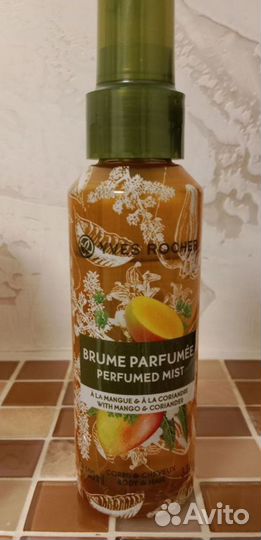 YVES ROCHER
BRUME PARFUMÉE
PERFUMED MIST
À LA MANGUE & À LA CORIANDRE
WITH MANGO & CORIANDER
CORPS & CHEVEUX
BODY & HAIR
Avito